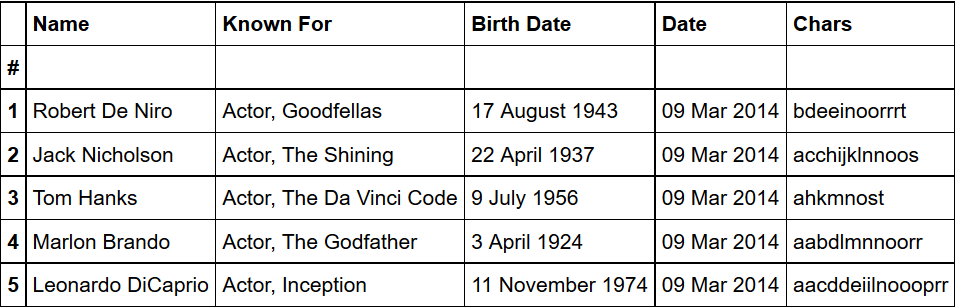 Name Known For Birth Date Date Chars
#
1 Robert De Niro Actor, Goodfellas 17 August 1943 09 Mar 2014 bdeeinoorrrt
2 Jack Nicholson Actor, The Shining 22 April 1937 09 Mar 2014 acchijklnnoos
3 Tom Hanks Actor, The Da Vinci Code 9 July 1956 09 Mar 2014 ahkmnost
4 Marlon Brando Actor, The Godfather 3 April 1924 09 Mar 2014 aabdlmnnoorr
5 Leonardo DiCaprio Actor, Inception 11 November 1974 09 Mar 2014 aacddeiilnoooprr